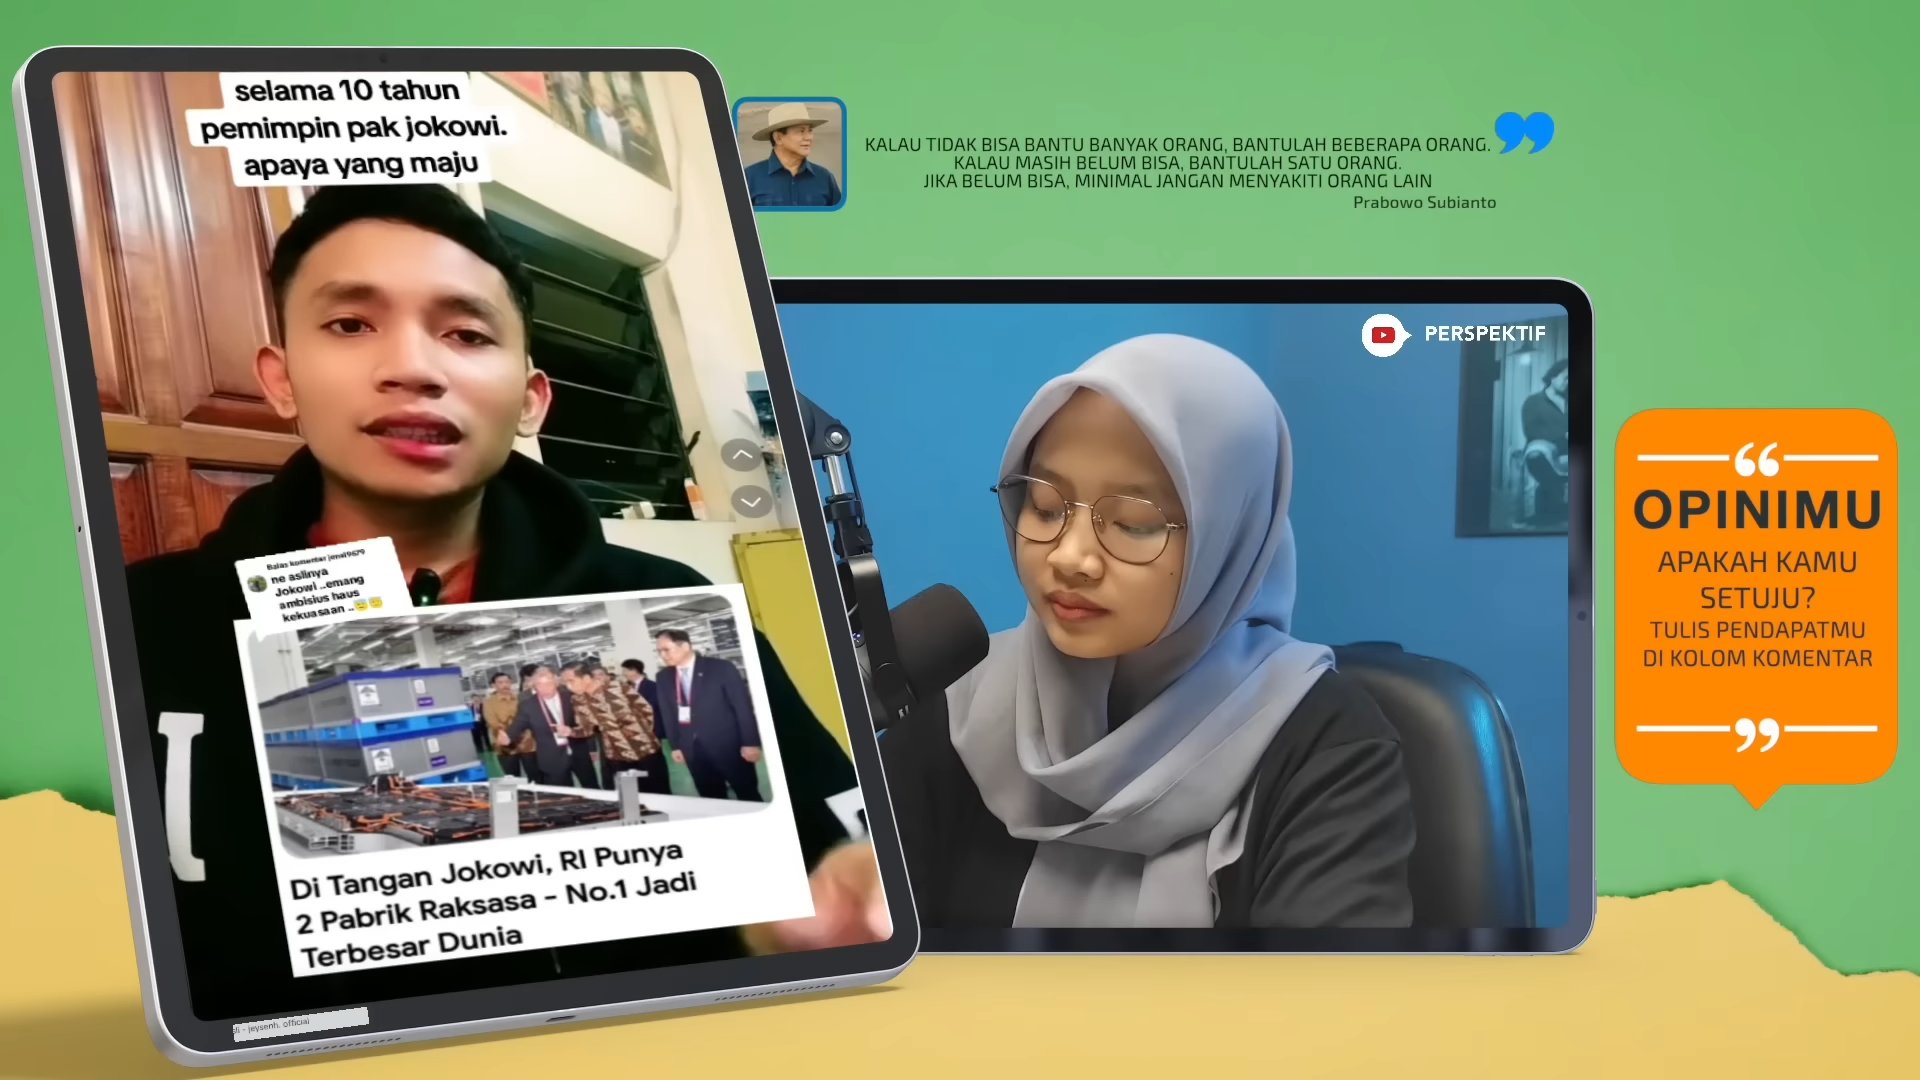 selama 10 tahun
pemimpin pak jokowi.
apaya yang maju
KALAU TIDAK BISA BANTU BANYAK ORANG, BANTULAH BEBERAPA ORANG.
KALAU MASIH BELUM BISA, BANTULAH SATU ORANG.
JIKA BELUM BISA, MINIMAL JANGAN MENYAKITI ORANG LAIN
Prabowo Subianto
PERSPEKTIF
OPINIMU
APAKAH KAMU
SETUJU?
TULIS PENDAPATMU
DI KOLOM KOMENTAR
Balas komentar
ne aslinya
Jokowi ..emang
ambisius haus
kekuasaan ..😇😇
Di Tangan Jokowi, RI Punya
2 Pabrik Raksasa - No.1 Jadi
Terbesar Dunia
- jeysenh. official